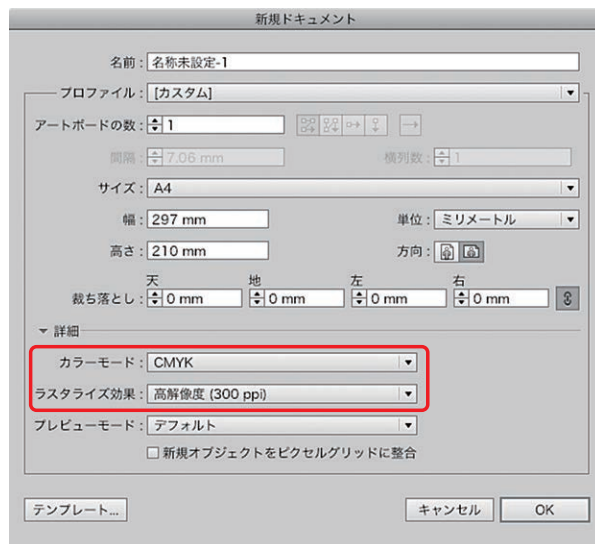 新規ドキュメント
名前：名称未設定-1
プロファイル：[カスタム]
アートボードの数：1
間隔：7.06 mm 横列数：1
サイズ：A4
幅：297 mm 単位：ミリメートル
高さ：210 mm 方向：
天 地 左 右
裁ち落とし：0 mm 0 mm 0 mm 0 mm
詳細
カラーモード：CMYK
ラスタライズ効果：高解像度 (300 ppi)
プレビューモード：デフォルト
新規オブジェクトをピクセルグリッドに整合
テンプレート... キャンセル OK